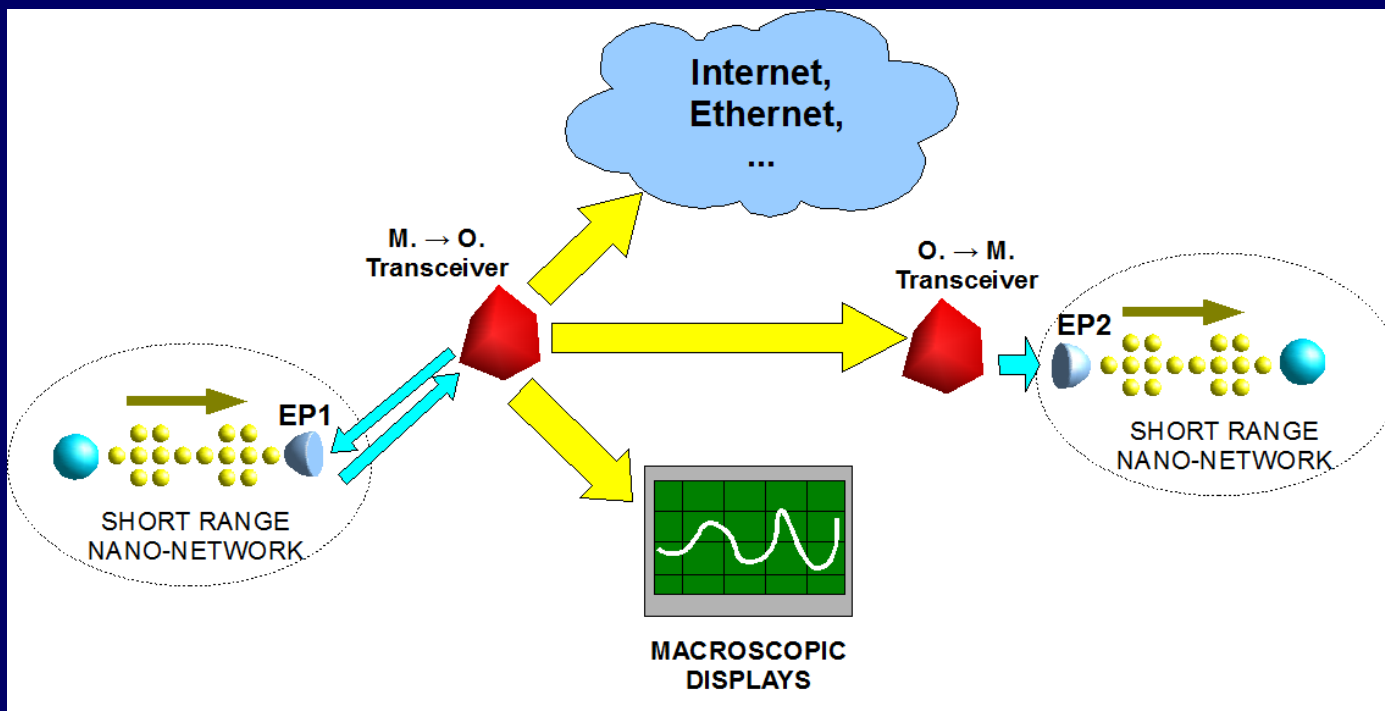 Internet,
Ethernet,
...
M. → O.
Transceiver
O. → M.
Transceiver
EP1
SHORT RANGE
NANO-NETWORK
EP2
SHORT RANGE
NANO-NETWORK
MACROSCOPIC
DISPLAYS